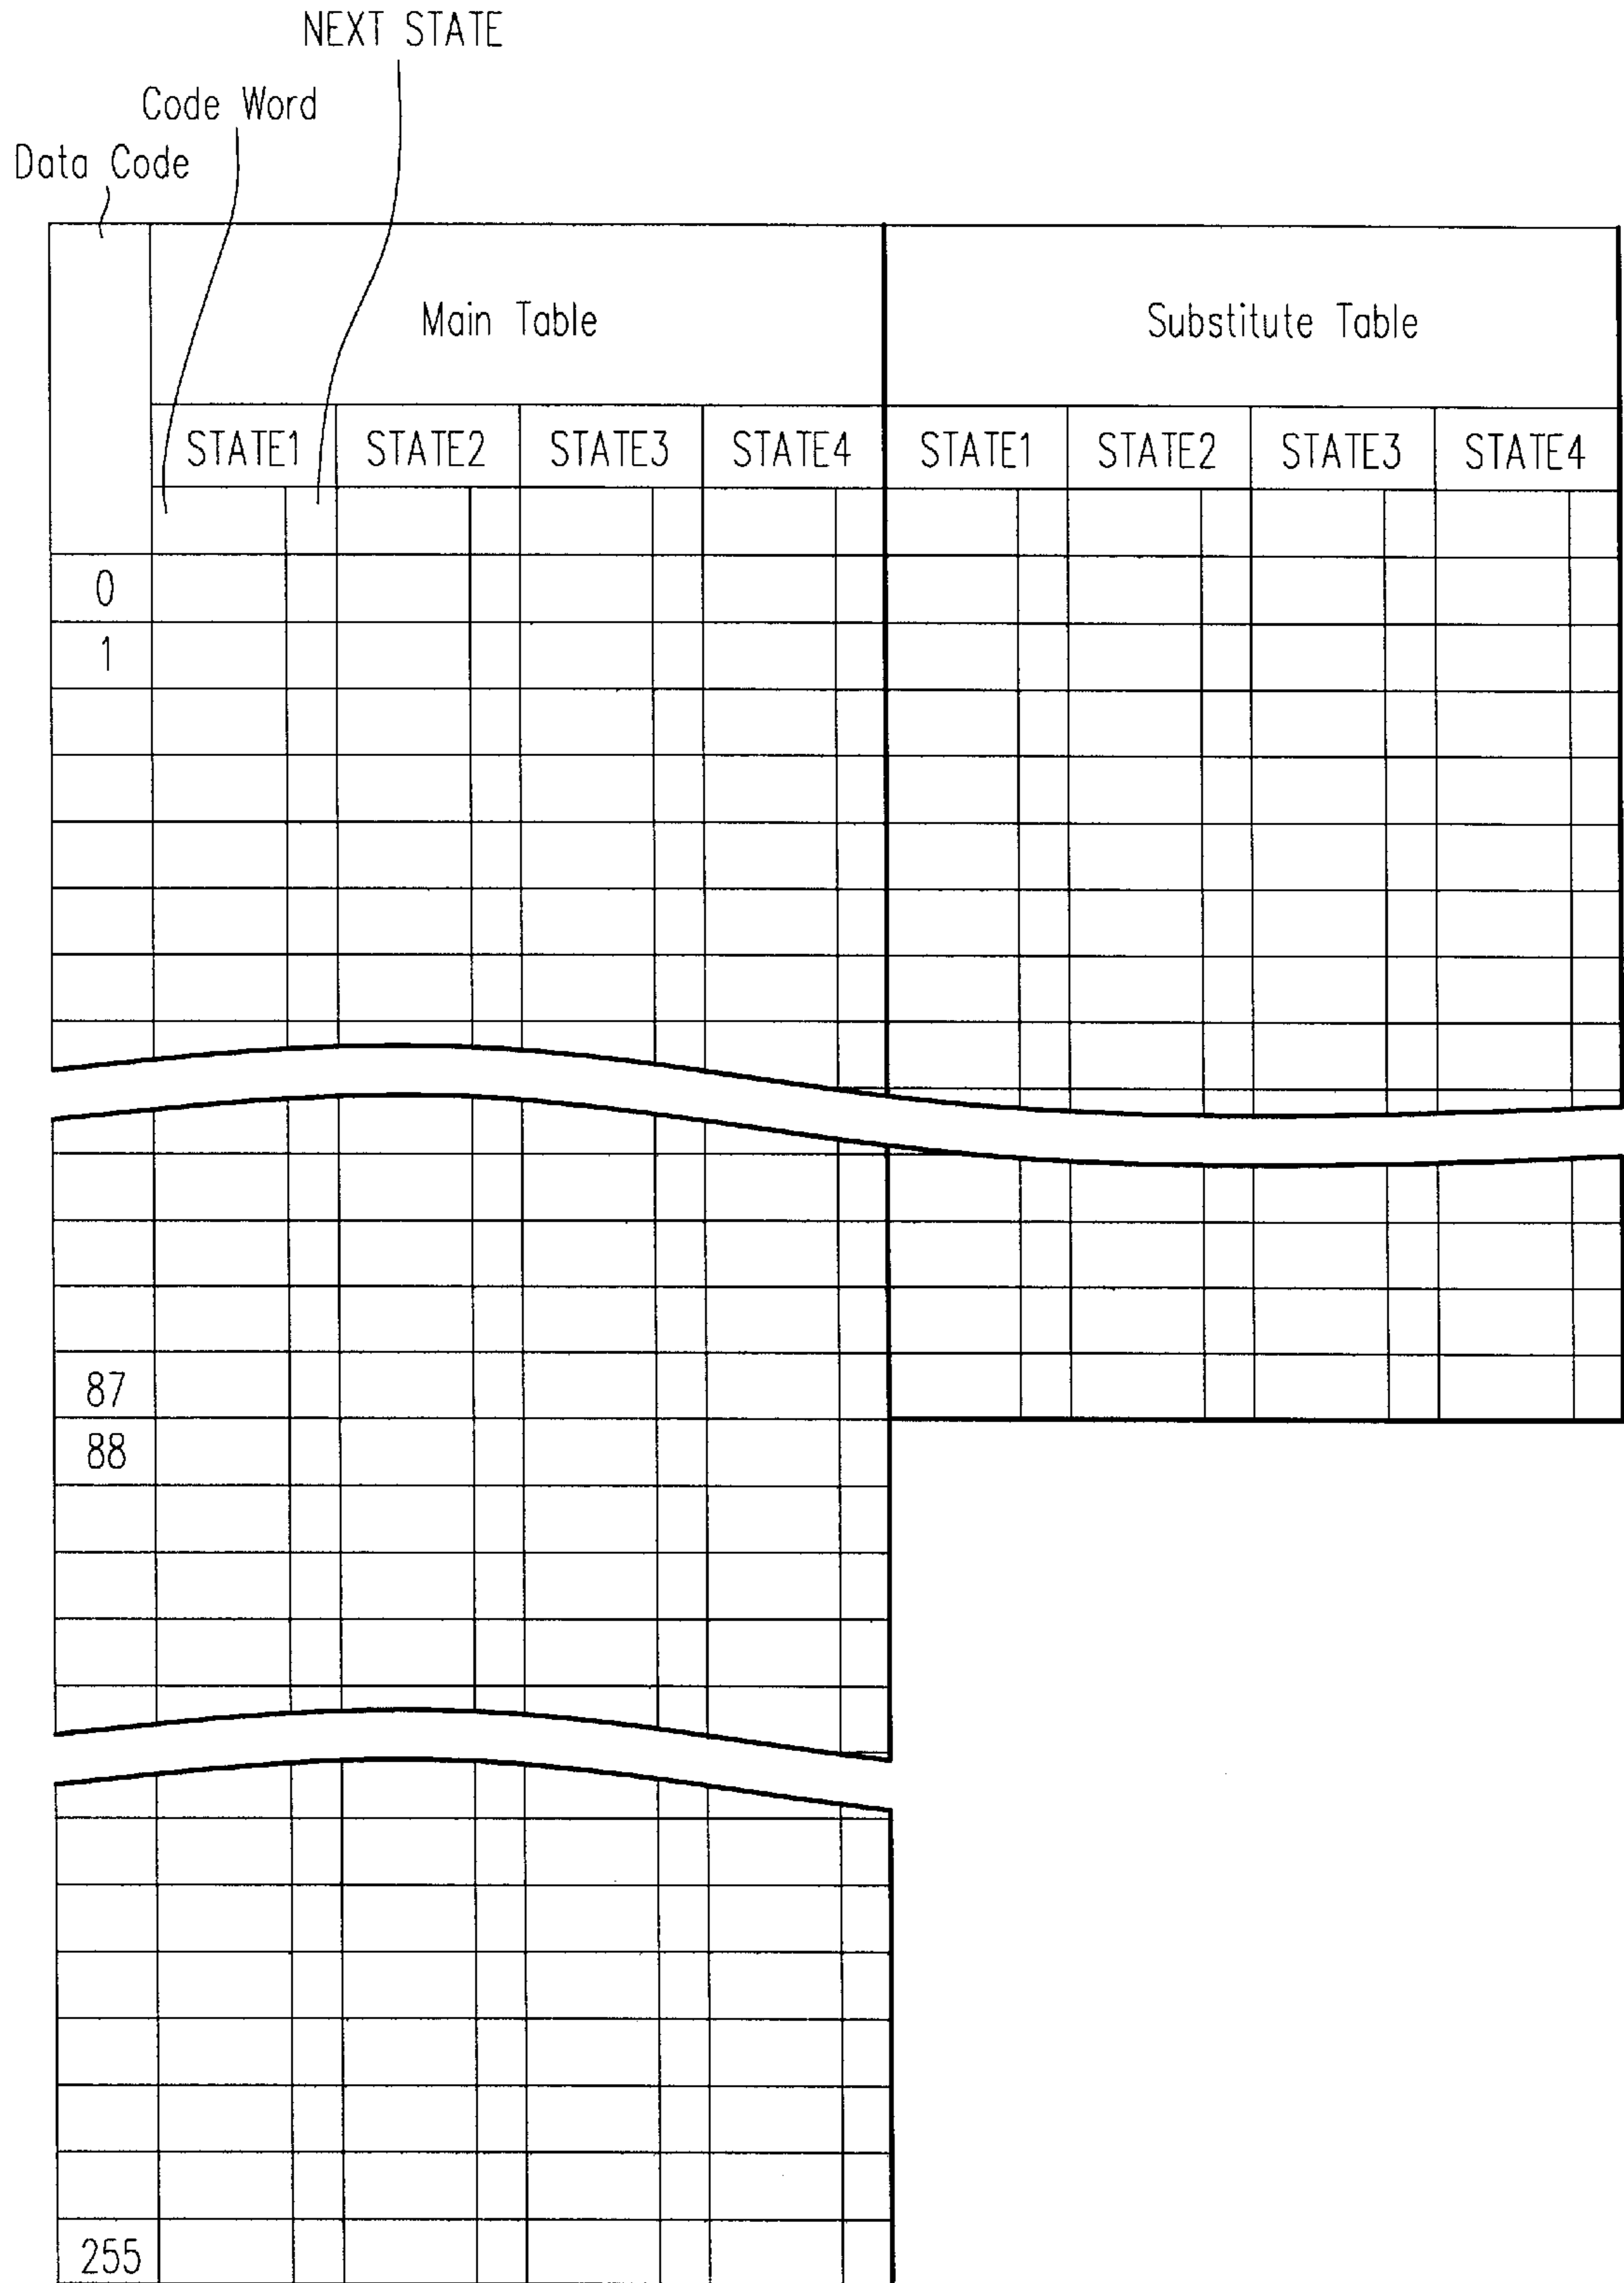 NEXT STATE
Code Word
Data Code
Main Table
Substitute Table
STATE1 STATE2 STATE3 STATE4 STATE1 STATE2 STATE3 STATE4
0
1
87
88
255